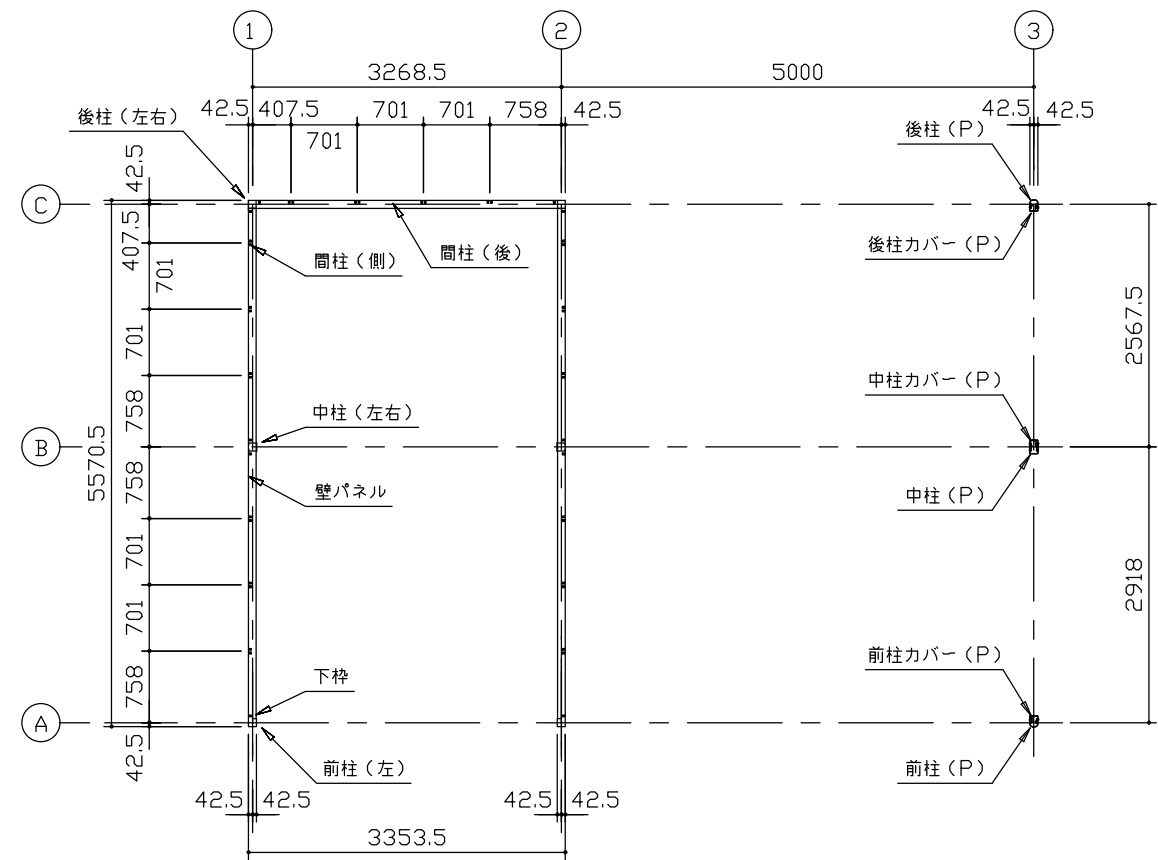 1
2
3
3268.5
5000
42.5
407.5
701
701
701
758
42.5
42.5
42.5
後柱（左右）
後柱（P）
42.5
C
407.5
後柱カバー（P）
間柱（側）
間柱（後）
701
701
2567.5
758
中柱（左右）
中柱カバー（P）
B
5570.5
758
壁パネル
中柱（P）
701
701
2918
758
下枠
前柱カバー（P）
A
42.5
前柱（左）
前柱（P）
42.5
42.5
42.5
42.5
3353.5